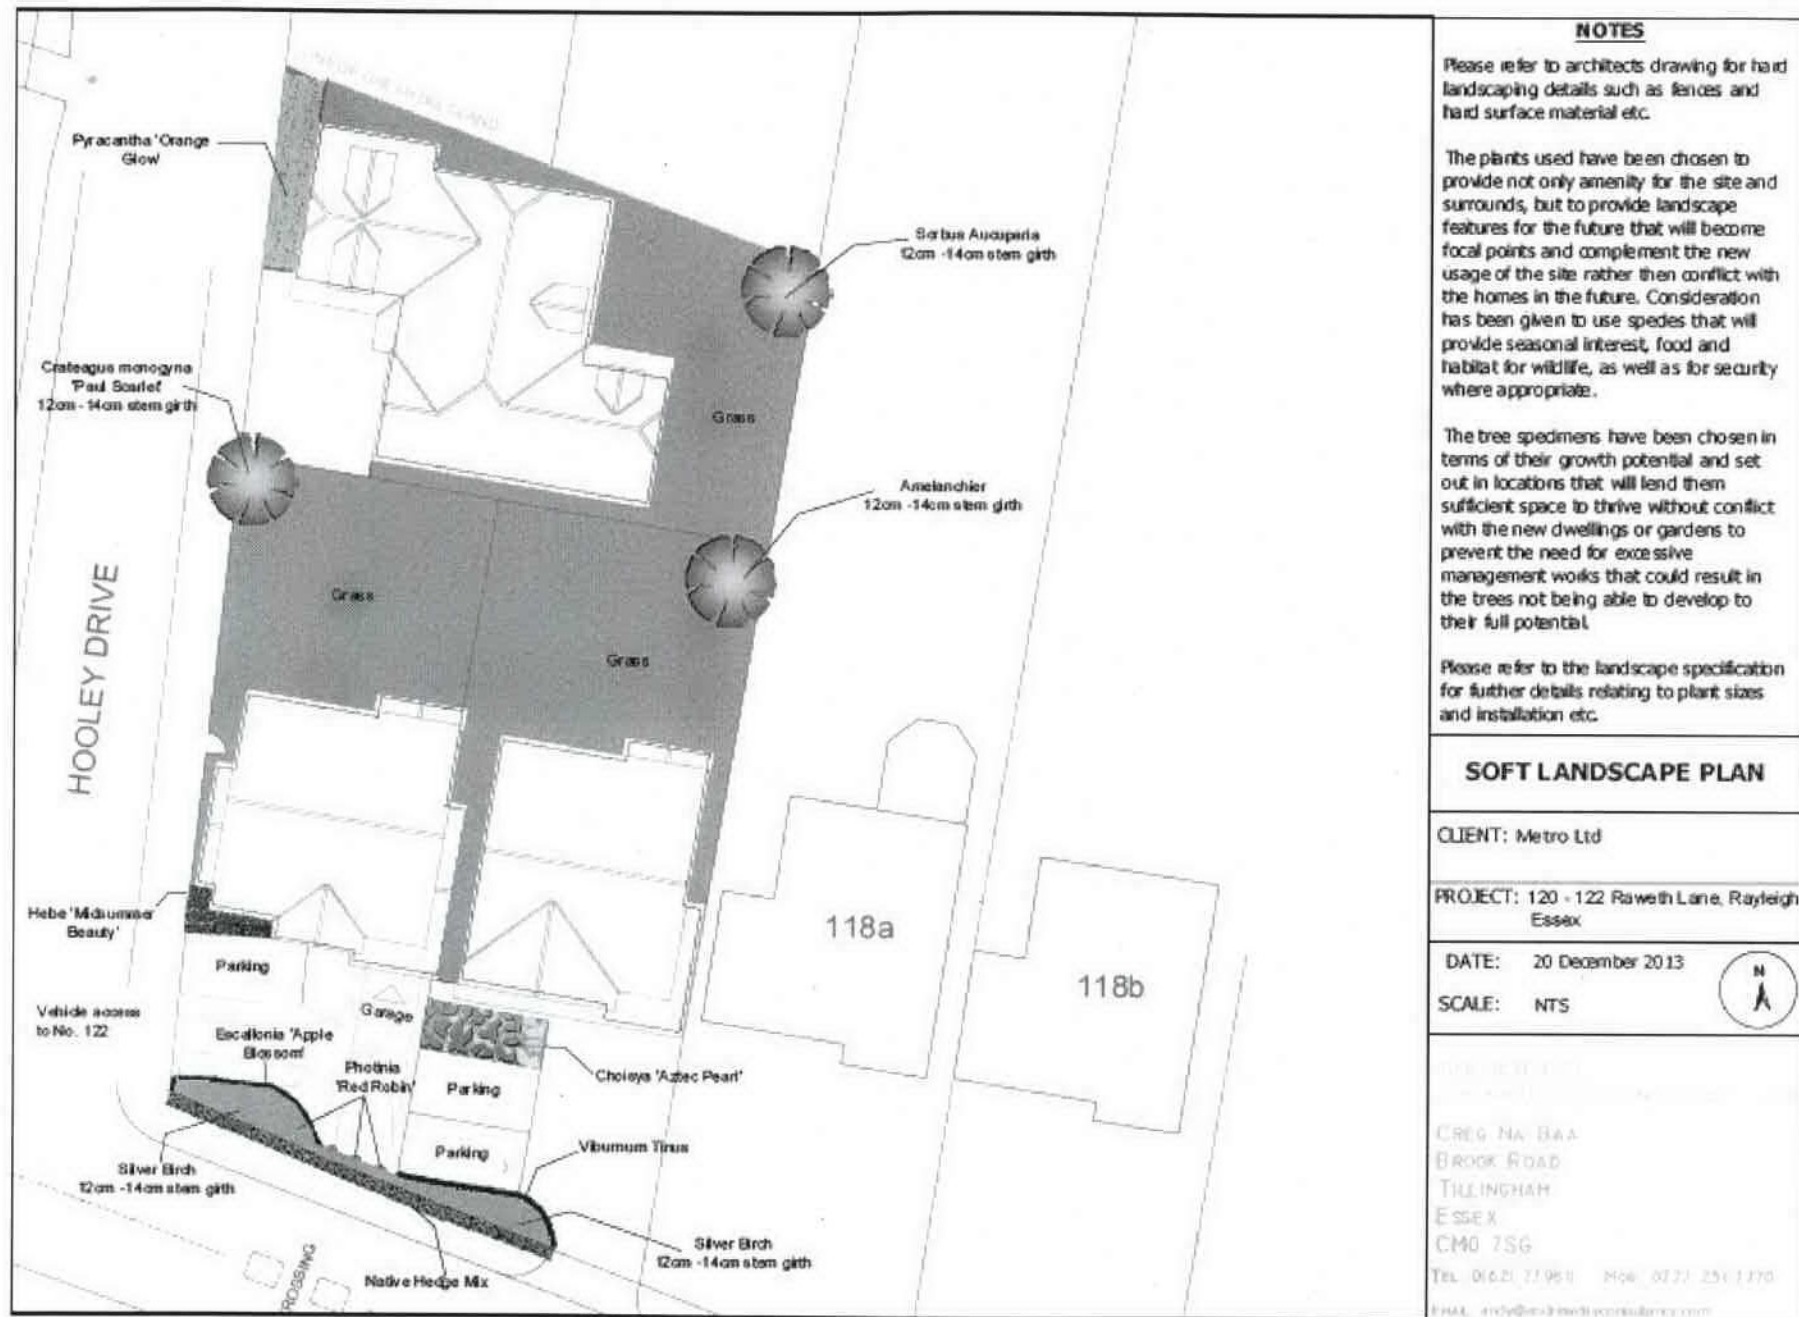 Pyracantha 'Orange
Glow'
Sorbus Aucuparia
12cm -14cm stem girth
Crateagus monogyna
'Paul Scarlet'
12cm - 14cm stem girth
Grass
Amelanchier
12cm -14cm stem girth
Grass
Grass
HOOLEY DRIVE
118a
118b
Hebe 'Midsummer
Beauty'
Parking
Vehicle access
to No. 122
Garage
Escallonia 'Apple
Blossom'
Photinia
'Red Robin'
Parking
Choisya 'Aztec Pearl'
Parking
Viburnum Tinus
Silver Birch
12cm -14cm stem girth
Silver Birch
12cm -14cm stem girth
Native Hedge Mix
ROSSING
NOTES
Please refer to architects drawing for hard
landscaping details such as fences and
hard surface material etc.
The plants used have been chosen to
provide not only amenity for the site and
surrounds, but to provide landscape
features for the future that will become
focal points and complement the new
usage of the site rather then conflict with
the homes in the future. Consideration
has been given to use species that will
provide seasonal interest, food and
habitat for wildlife, as well as for security
where appropriate.
The tree specimens have been chosen in
terms of their growth potential and set
out in locations that will lend them
sufficient space to thrive without conflict
with the new dwellings or gardens to
prevent the need for excessive
management works that could result in
the trees not being able to develop to
their full potential.
Please refer to the landscape specification
for further details relating to plant sizes
and installation etc.
SOFT LANDSCAPE PLAN
CLIENT: Metro Ltd
PROJECT: 120 - 122 Raweth Lane, Rayleigh
Essex
DATE: 20 December 2013
N
SCALE: NTS
CREG NA BAA
BROOK ROAD
TILLINGHAM
ESSEX
CM0 7SG